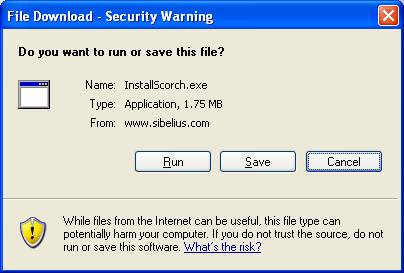 File Download - Security Warning
Do you want to run or save this file?
Name: InstallScorch.exe
Type: Application, 1.75 MB
From: www.sibelius.com
Run Save Cancel
While files from the Internet can be useful, this file type can
potentially harm your computer. If you do not trust the source, do not
run or save this software. What's the risk?